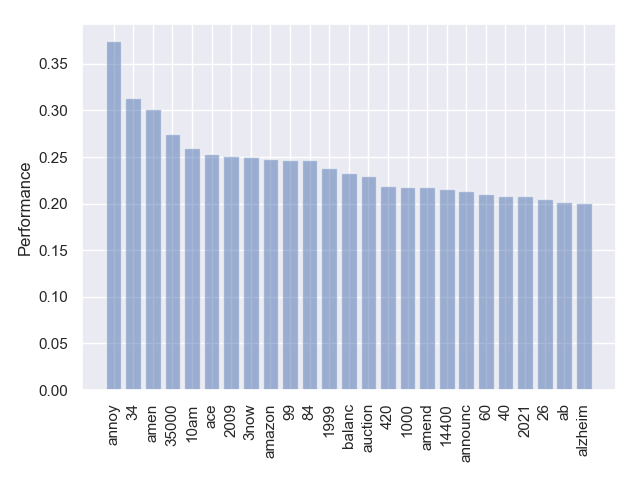 Performance
0.35
0.30
0.25
0.20
0.15
0.10
0.05
0.00
annoy
34
amen
35000
10am
ace
2009
3now
amazon
99
84
1999
balanc
auction
420
1000
amend
14400
announc
60
40
2021
26
ab
alzheim